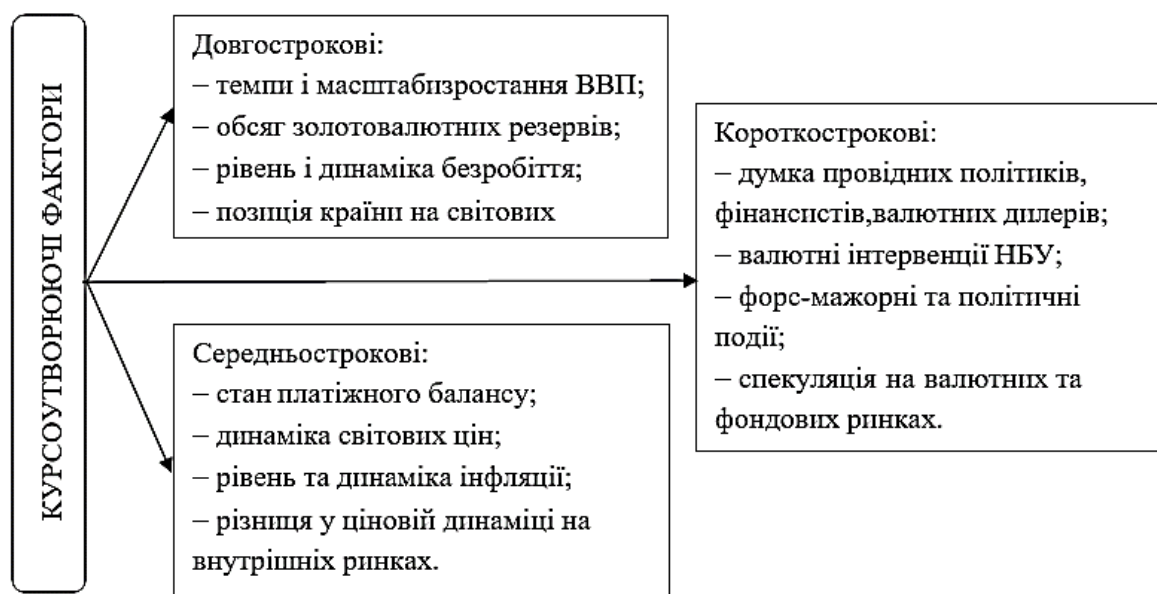 КУРСОУТВОРЮЮЧІ ФАКТОРИ
Довгострокові:
– темпи і масштабизростання ВВП;
– обсяг золотовалютних резервів;
– рівень і динаміка безробіття;
– позиція країни на світових
Середньострокові:
– стан платіжного балансу;
– динаміка світових цін;
– рівень та динаміка інфляції;
– різниця у ціновій динаміці на
внутрішніх ринках.
Короткострокові:
– думка провідних політиків,
фінансистів,валютних дилерів;
– валютні інтервенції НБУ;
– форс-мажорні та політичні
події;
– спекуляція на валютних та
фондових ринках.